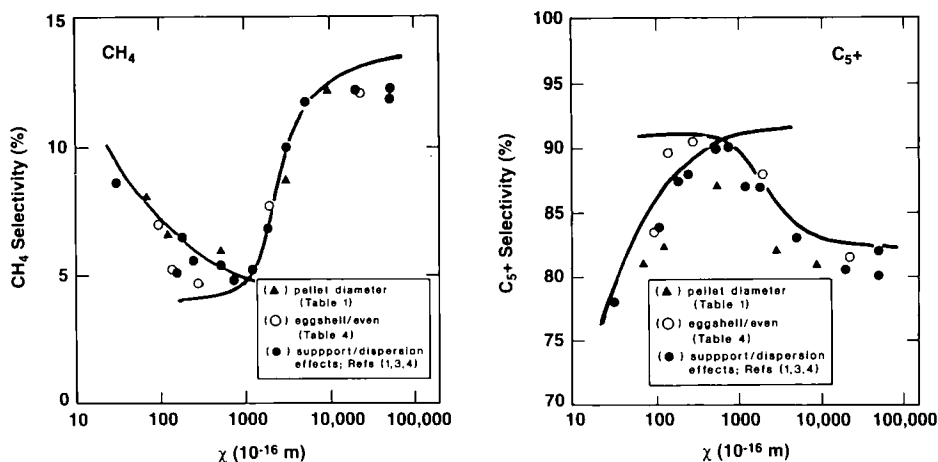 15
10
5
0
CH4 Selectivity (%)
CH4
(▲) pellet diameter
(Table 1)
(○) eggshell/even
(Table 4)
(●) suppport/dispersion
effects; Refs (1,3,4)
10 100 1000 10,000 100,000
χ (10-16 m)
100
95
90
85
80
75
70
C5+ Selectivity (%)
C5+
(▲) pellet diameter
(Table 1)
(○) eggshell/even
(Table 4)
(●) suppport/dispersion
effects; Refs (1,3,4)
10 100 1000 10,000 100,000
χ (10-16 m)